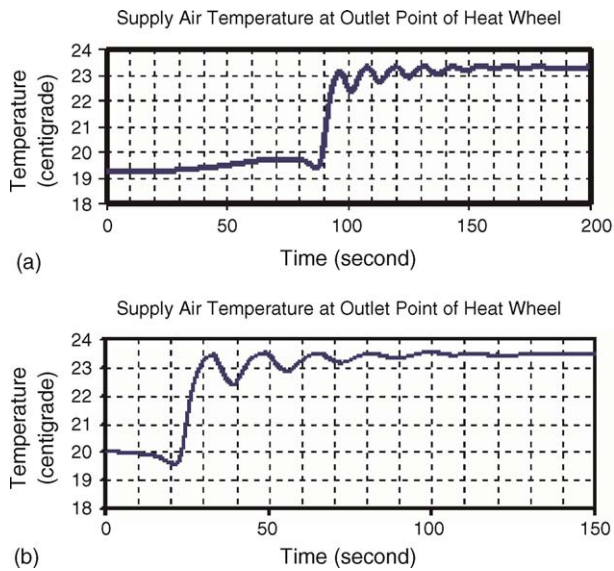 Supply Air Temperature at Outlet Point of Heat Wheel
24
23
22
21
20
19
18
Temperature
(centigrade)
0 50 100 150 200
Time (second)
(a)
Supply Air Temperature at Outlet Point of Heat Wheel
24
23
22
21
20
19
18
Temperature
(centigrade)
0 50 100 150
Time (second)
(b)